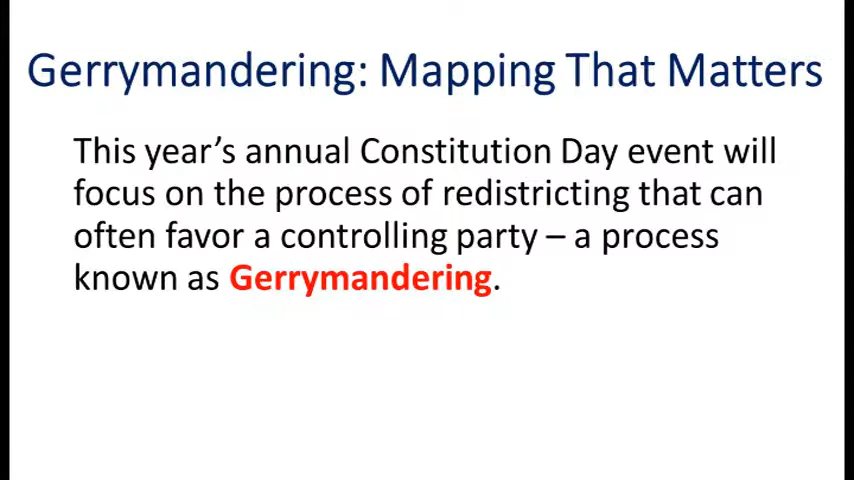 Gerrymandering: Mapping That Matters
This year’s annual Constitution Day event will
focus on the process of redistricting that can
often favor a controlling party – a process
known as Gerrymandering.